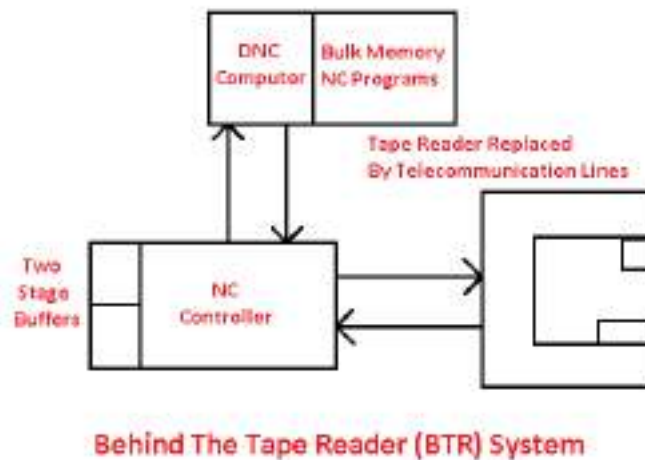 DNC
Computor
Bulk Memory
NC Programs
Tape Reader Replaced
By Telecommunication Lines
Two
Stage
Buffers
NC
Controller
Behind The Tape Reader (BTR) System